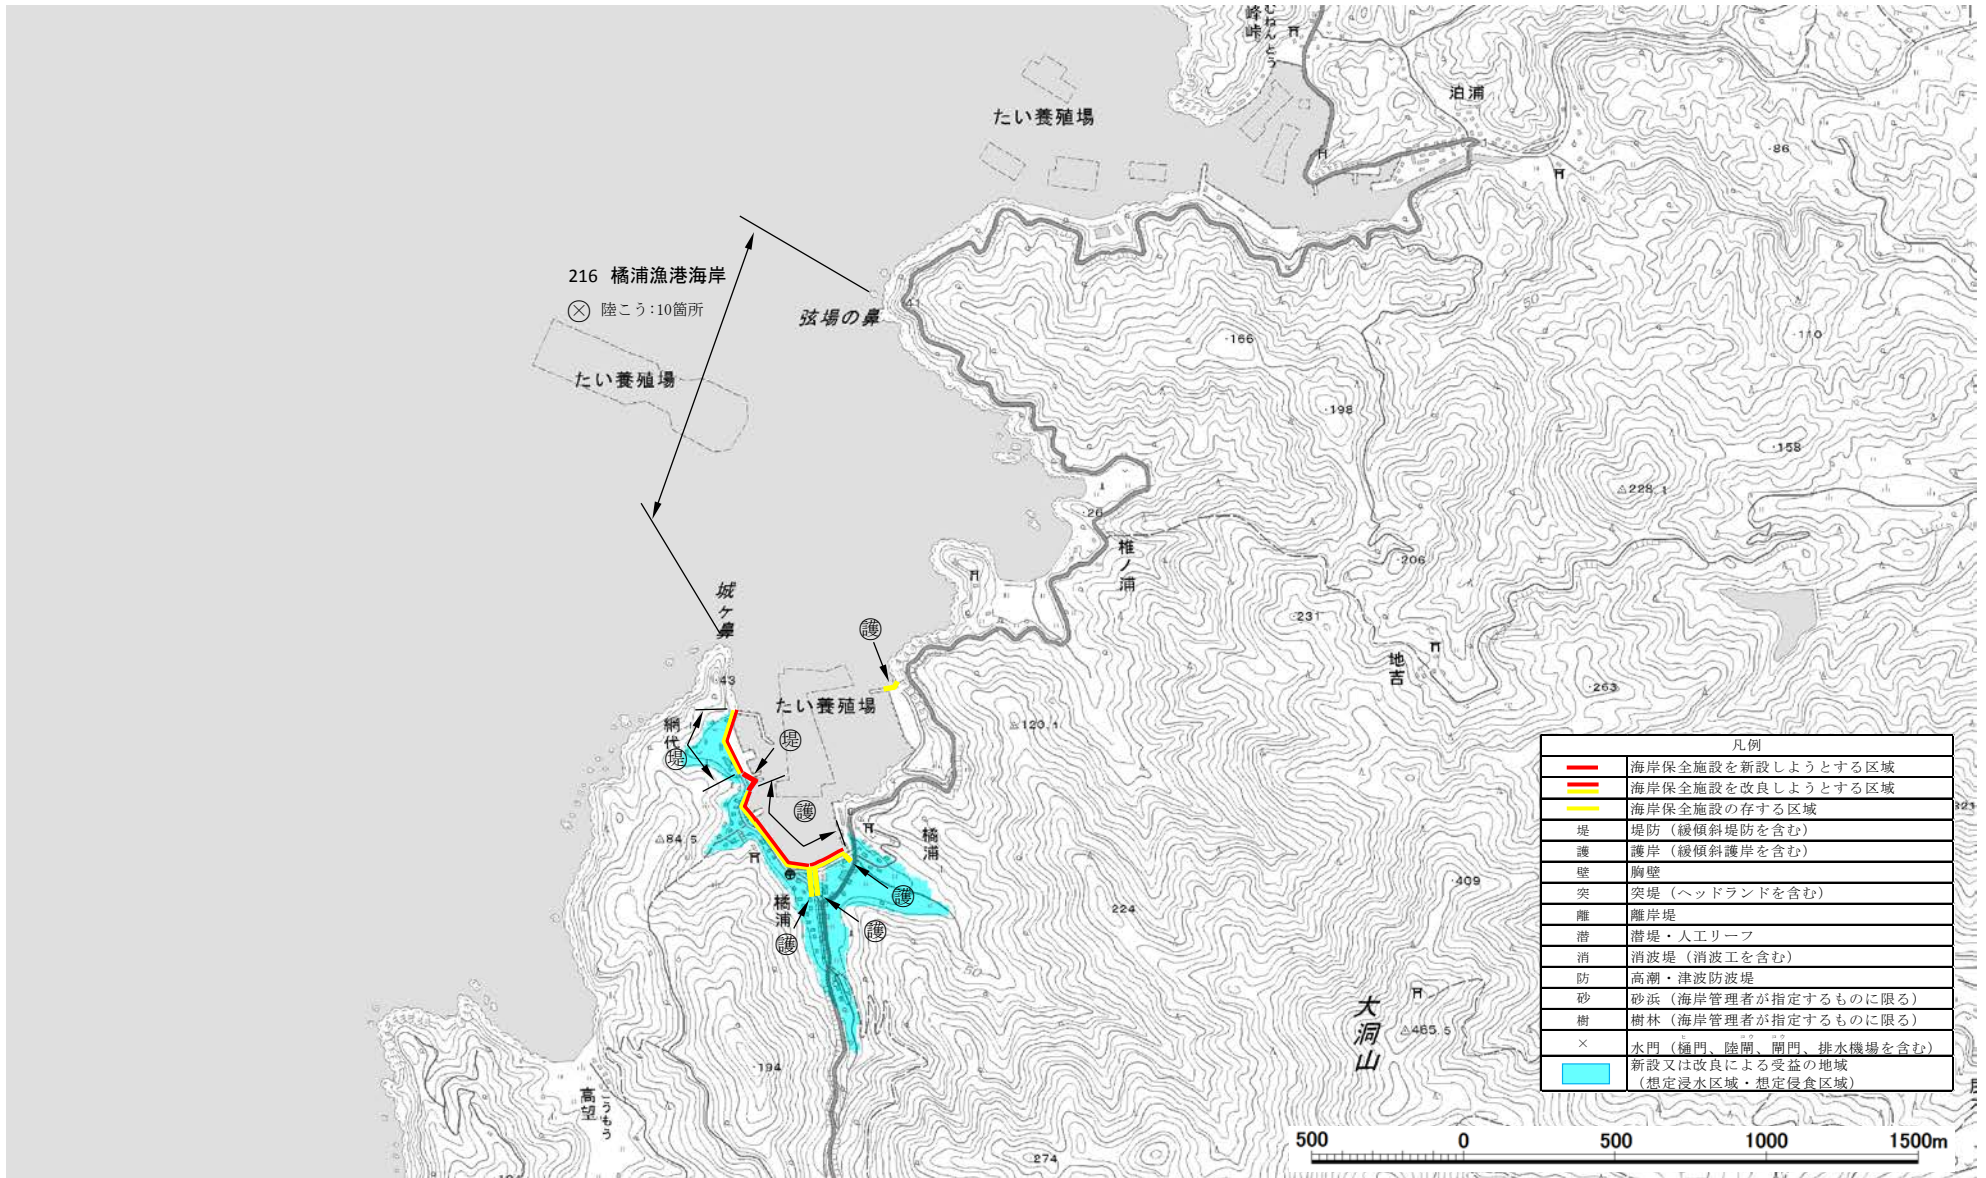 むねんとう
峰峠
泊浦
たい養殖場
・86
216 橘浦漁港海岸
× 陸こう:10箇所
41
弦場の鼻
50
・166
・110
たい養殖場
・198
・158
△228.1
・26
椎ノ浦
・206
城ケ鼻
護
・231
地吉
・43
・263
たい養殖場
網代
堤
堤
△120.1
護
△84.5
橘浦
護
・409
橘浦
護
護
224
50
大洞山
△465.5
・194
高望
こうもう
274
凡例
海岸保全施設を新設しようとする区域
海岸保全施設を改良しようとする区域
海岸保全施設の存する区域
堤 堤防（緩傾斜堤防を含む）
護 護岸（緩傾斜護岸を含む）
壁 胸壁
突 突堤（ヘッドランドを含む）
離 離岸堤
潜 潜堤・人工リーフ
消 消波堤（消波工を含む）
防 高潮・津波防波堤
砂 砂浜（海岸管理者が指定するものに限る）
樹 樹林（海岸管理者が指定するものに限る）
× 水門（樋門、陸閘、閘門、排水機場を含む）
新設又は改良による受益の地域
（想定浸水区域・想定侵食区域）
500 0 500 1000 1500m